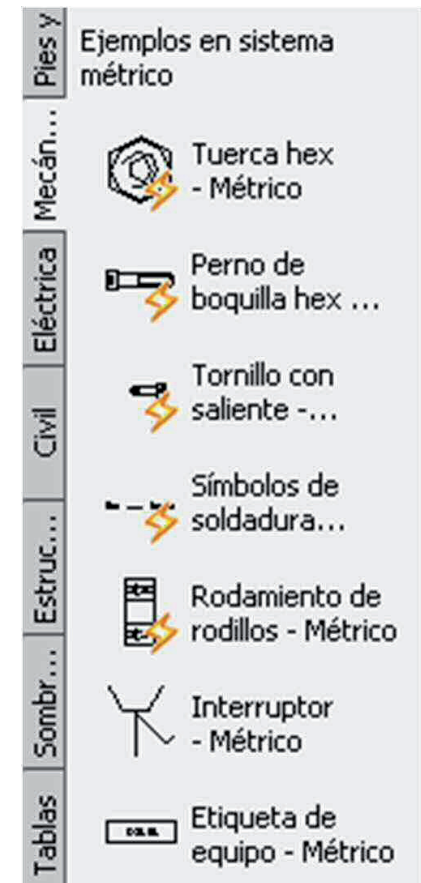 Pies y
Mecán...
Eléctrica
Civil
Estruc...
Sombr...
Tablas
Ejemplos en sistema
métrico
Tuerca hex
- Métrico
Perno de
boquilla hex ...
Tornillo con
saliente -...
Símbolos de
soldadura...
Rodamiento de
rodillos - Métrico
Interruptor
- Métrico
Etiqueta de
equipo - Métrico